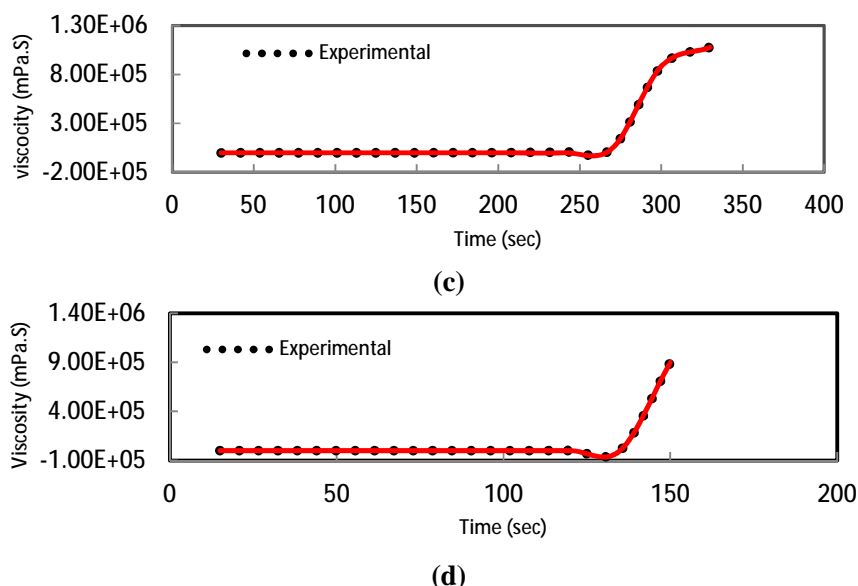 1.30E+06
8.00E+05
3.00E+05
-2.00E+05
viscocity (mPa.S)
Experimental
0 50 100 150 200 250 300 350 400
Time (sec)
(c)
1.40E+06
9.00E+05
4.00E+05
-1.00E+05
Viscosity (mPa.S)
Experimental
0 50 100 150 200
Time (sec)
(d)